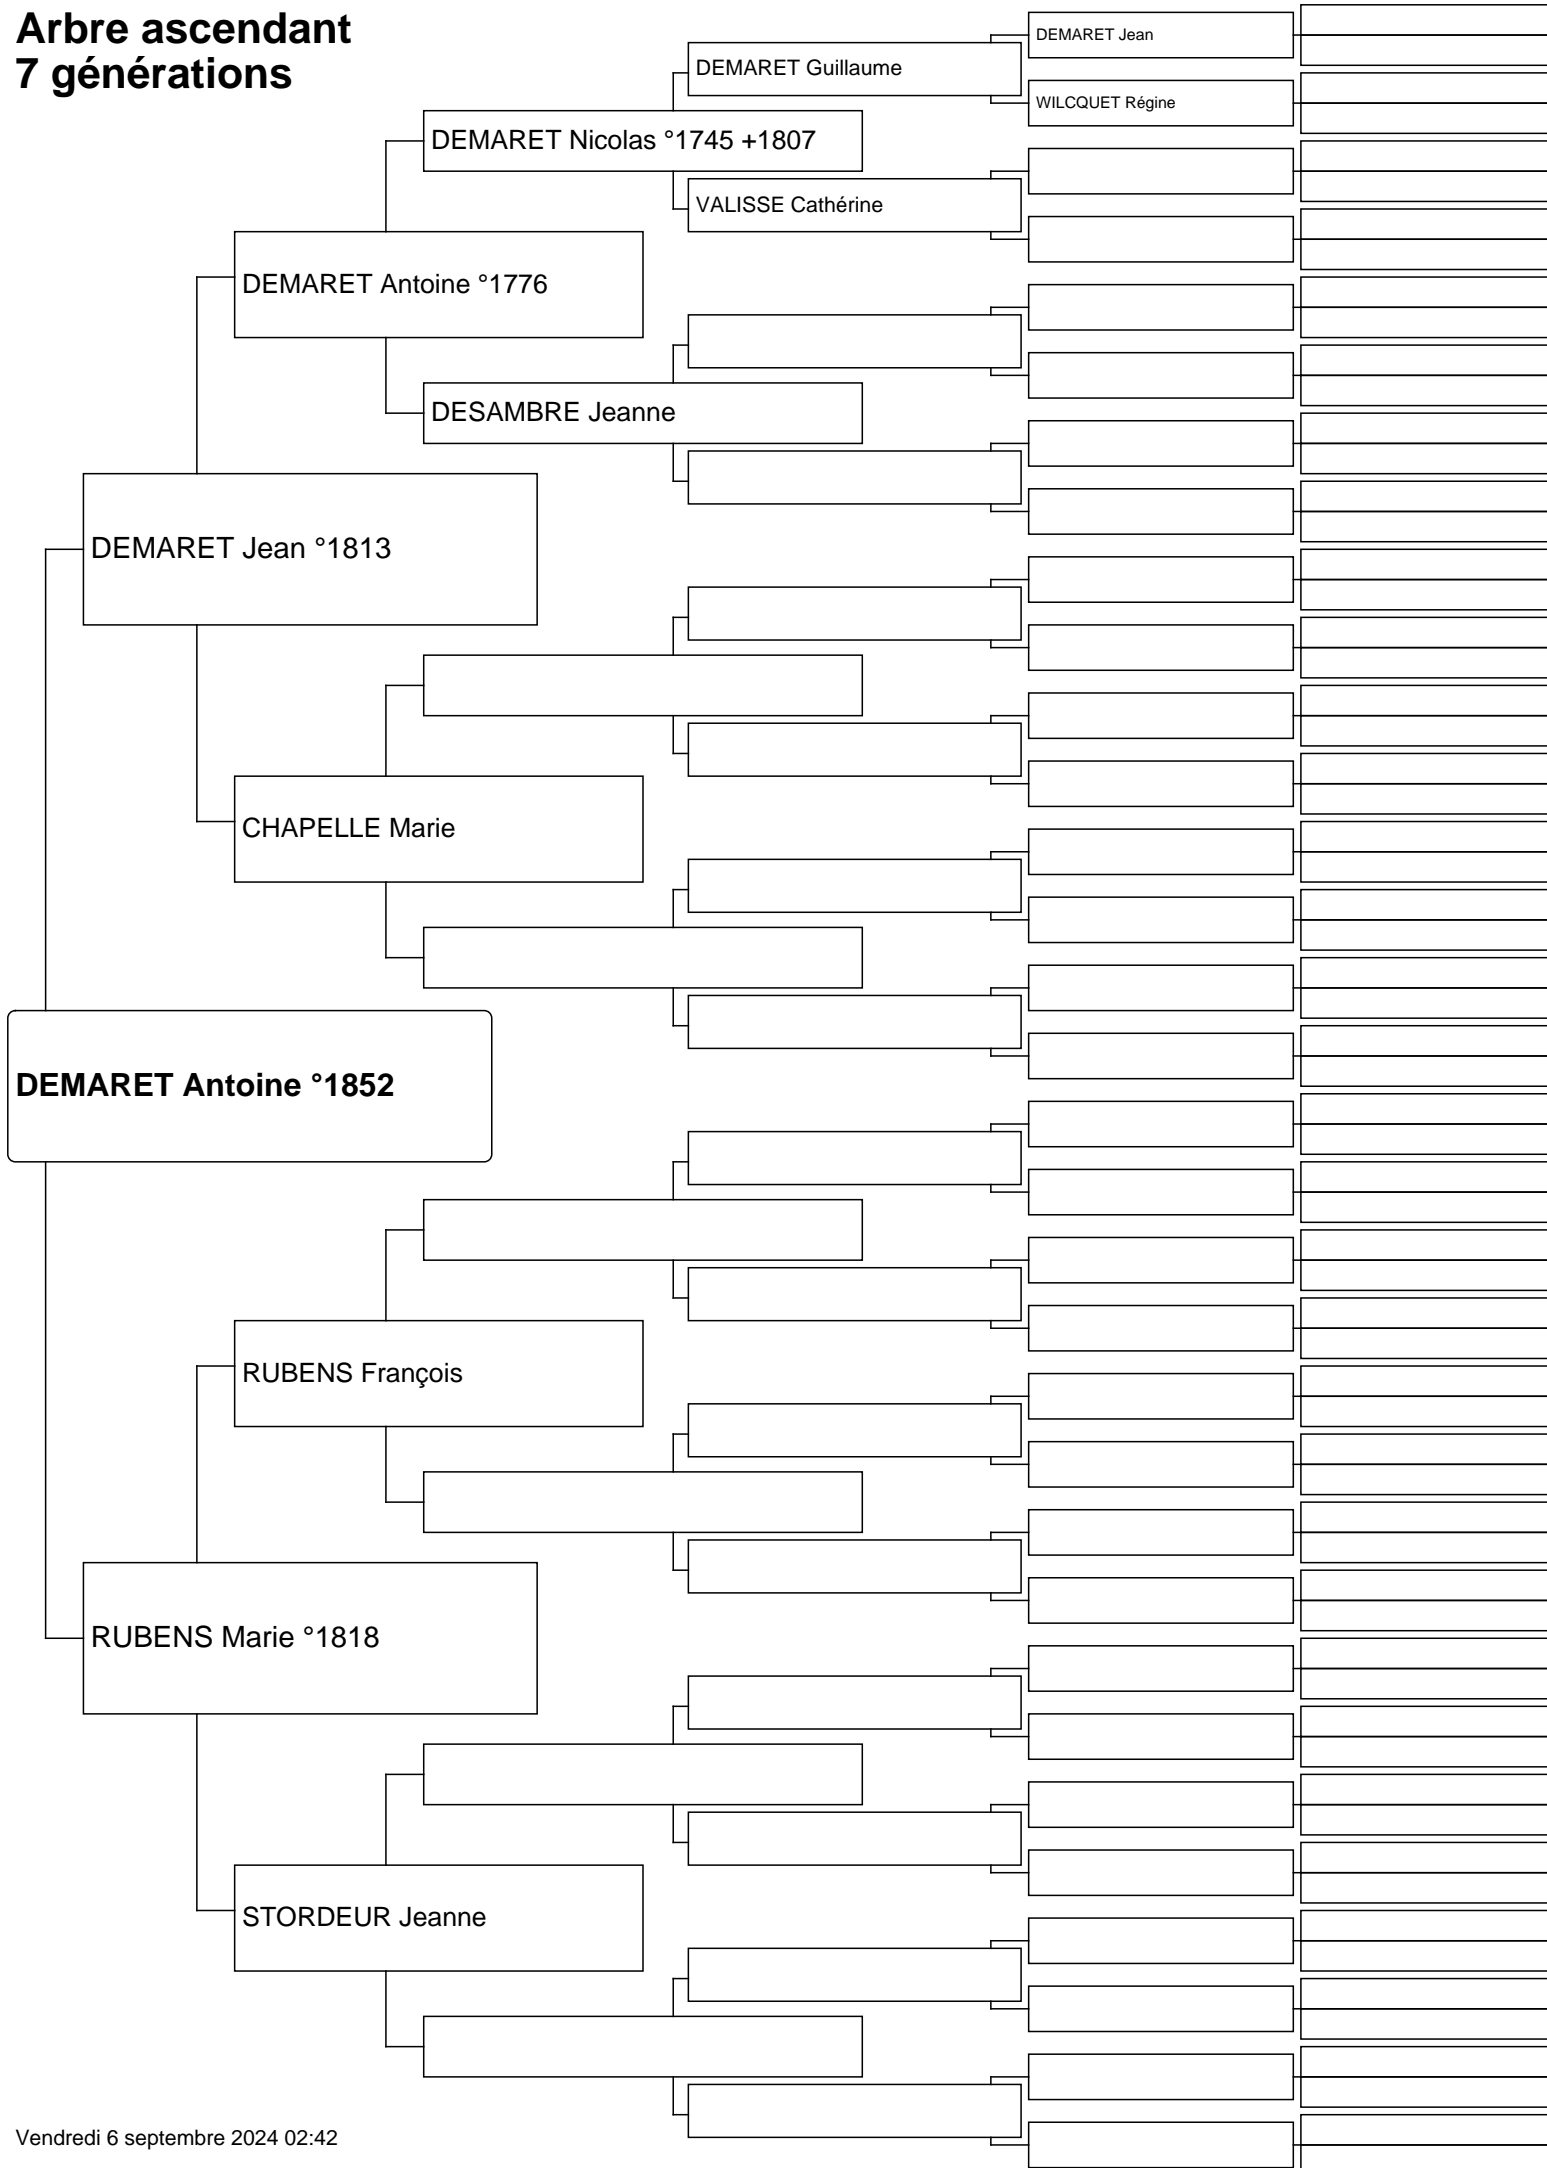 Arbre ascendant
7 générations
DEMARET Jean
DEMARET Guillaume
WILCQUET Régine
DEMARET Nicolas °1745 +1807
VALISSE Cathérine
DEMARET Antoine °1776
DESAMBRE Jeanne
DEMARET Jean °1813
CHAPELLE Marie
DEMARET Antoine °1852
RUBENS François
RUBENS Marie °1818
STORDEUR Jeanne
Vendredi 6 septembre 2024 02:42